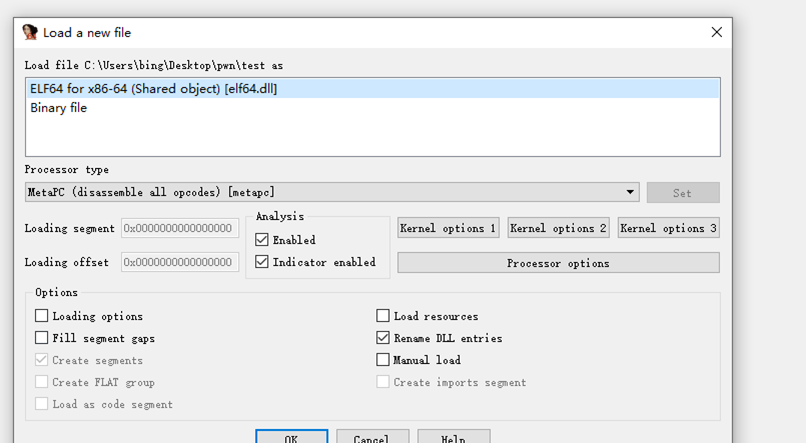 Load a new file
Load file C:\Users\bing\Desktop\pwn\test as
ELF64 for x86-64 (Shared object) [elf64.dll]
Binary file
Processor type
MetaPC (disassemble all opcodes) [metapc]
Set
Loading segment 0x0000000000000000
Loading offset 0x0000000000000000
Analysis
Enabled
Indicator enabled
Kernel options 1 Kernel options 2 Kernel options 3
Processor options
Options
Loading options
Fill segment gaps
Create segments
Create FLAT group
Load as code segment
Load resources
Rename DLL entries
Manual load
Create imports segment
OK Cancel Help